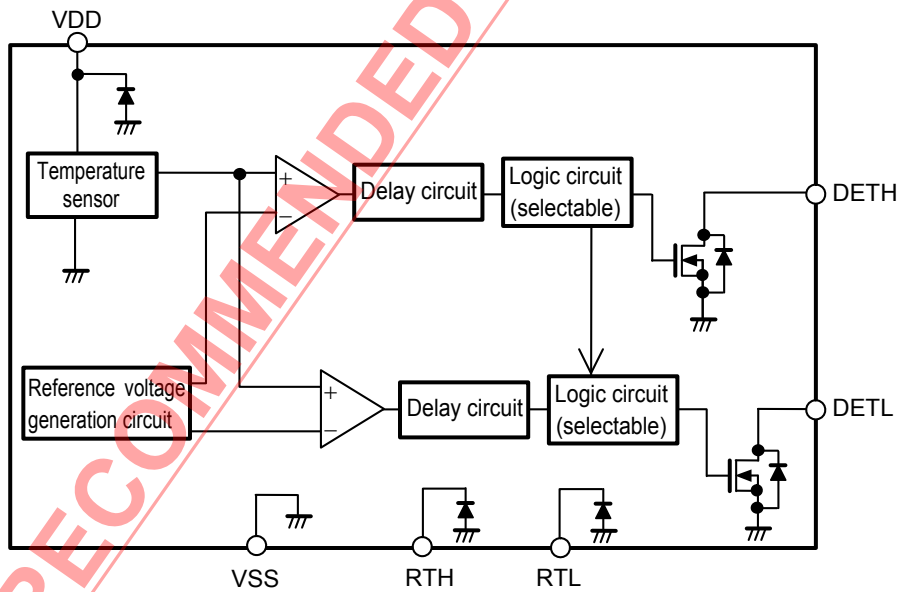 VDD
Temperature
sensor
+
−
Delay circuit
Logic circuit
(selectable)
DETH
Reference voltage
generation circuit
+
−
Delay circuit
Logic circuit
(selectable)
DETL
VSS
RTH
RTL
RECOMMENDED